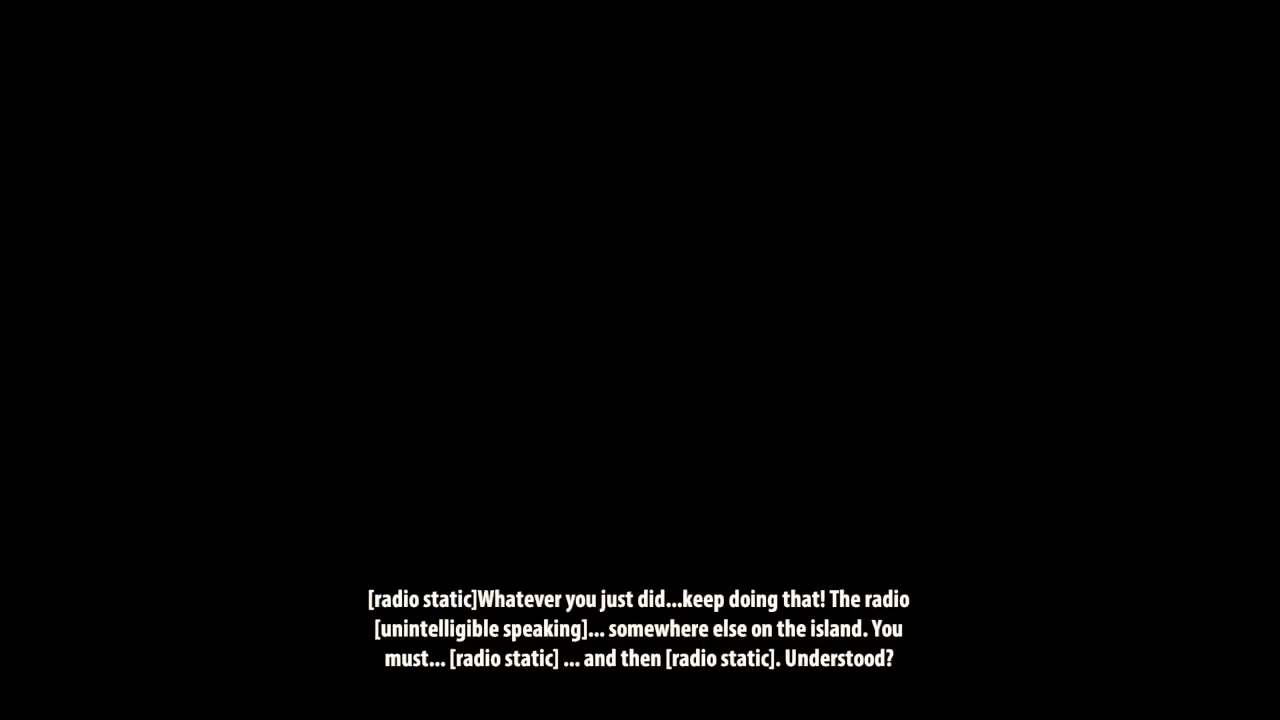 [radio static]Whatever you just did...keep doing that! The radio
[unintelligible speaking]... somewhere else on the island. You
must... [radio static] ... and then [radio static]. Understood?